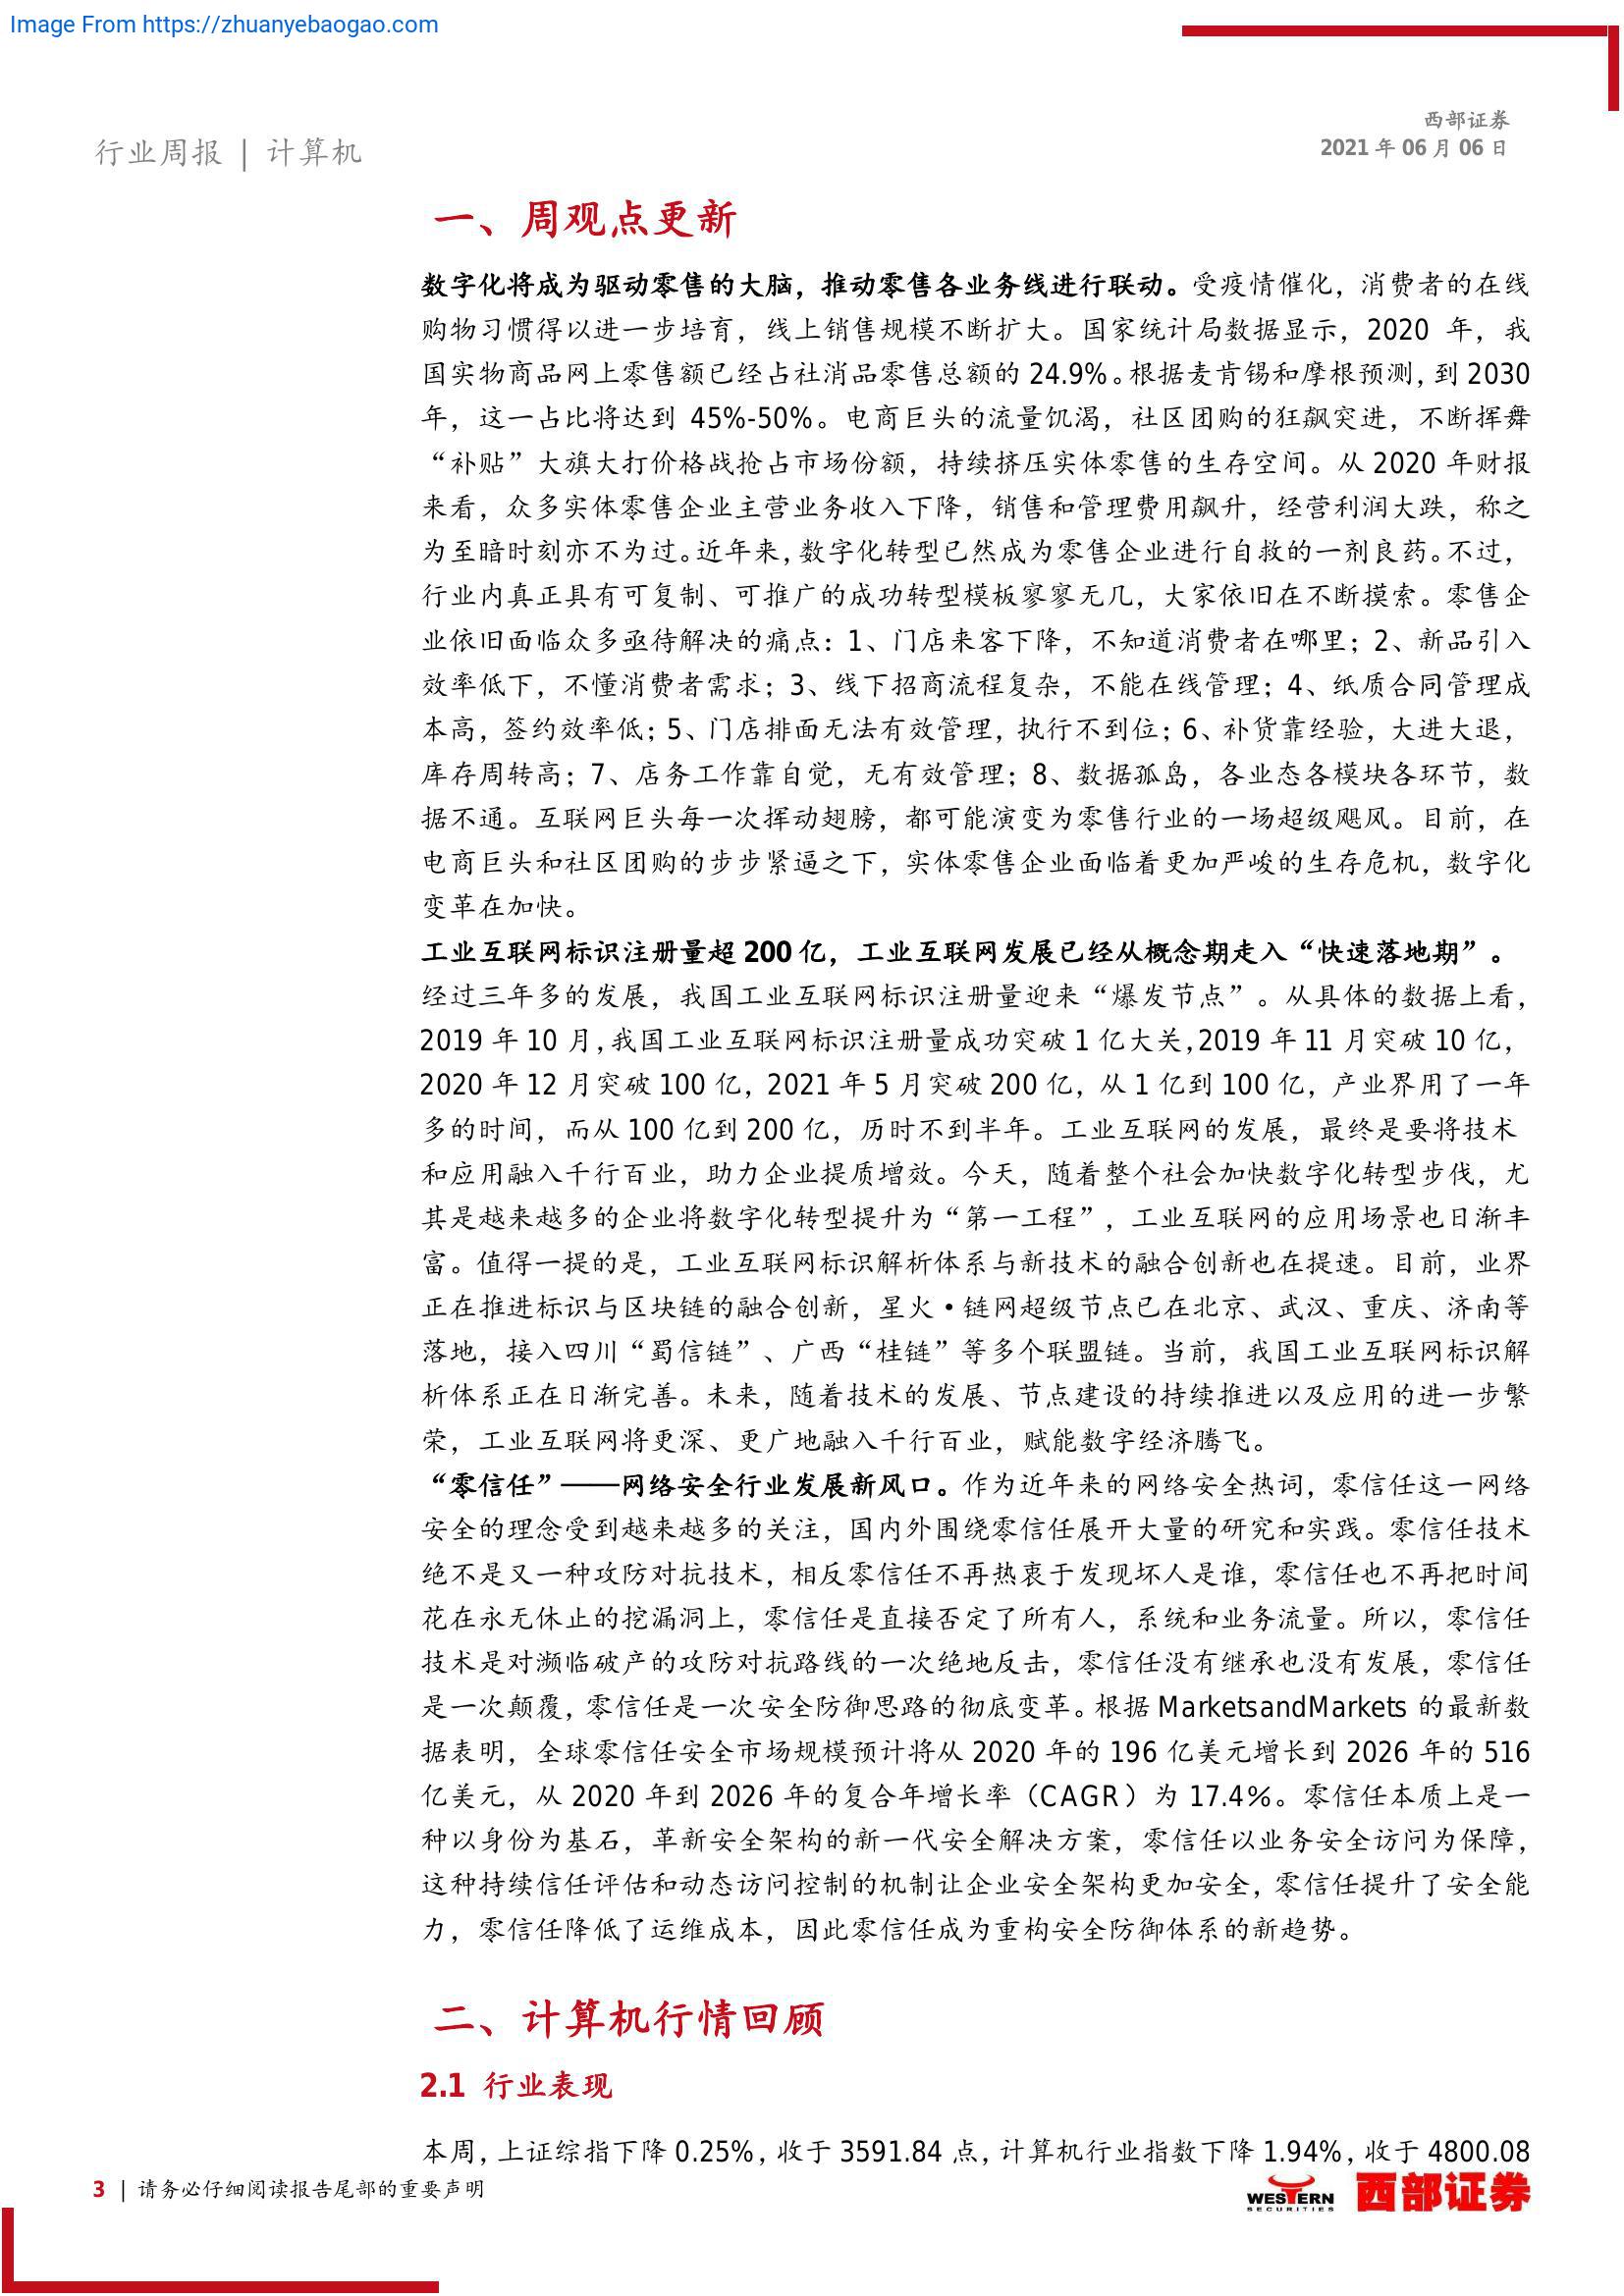 Image From https://zhuanyebaogao.com
行业周报 | 计算机
西部证券
2021 年 06 月 06 日
一、周观点更新
数字化将成为驱动零售的大脑，推动零售各业务线进行联动。受疫情催化，消费者的在线
购物习惯得以进一步培育，线上销售规模不断扩大。国家统计局数据显示，2020 年，我
国实物商品网上零售额已经占社消品零售总额的 24.9%。根据麦肯锡和摩根预测，到 2030
年，这一占比将达到 45%-50%。电商巨头的流量饥渴，社区团购的狂飙突进，不断挥舞
“补贴”大旗大打价格战抢占市场份额，持续挤压实体零售的生存空间。从 2020 年财报
来看，众多实体零售企业主营业务收入下降，销售和管理费用飙升，经营利润大跌，称之
为至暗时刻亦不为过。近年来，数字化转型已然成为零售企业进行自救的一剂良药。不过，
行业内真正具有可复制、可推广的成功转型模板寥寥无几，大家依旧在不断摸索。零售企
业依旧面临众多亟待解决的痛点：1、门店来客下降，不知道消费者在哪里；2、新品引入
效率低下，不懂消费者需求；3、线下招商流程复杂，不能在线管理；4、纸质合同管理成
本高，签约效率低；5、门店排面无法有效管理，执行不到位；6、补货靠经验，大进大退，
库存周转高；7、店务工作靠自觉，无有效管理；8、数据孤岛，各业态各模块各环节，数
据不通。互联网巨头每一次挥动翅膀，都可能演变为零售行业的一场超级飓风。目前，在
电商巨头和社区团购的步步紧逼之下，实体零售企业面临着更加严峻的生存危机，数字化
变革在加快。
工业互联网标识注册量超 200 亿，工业互联网发展已经从概念期走入“快速落地期”。
经过三年多的发展，我国工业互联网标识注册量迎来“爆发节点”。从具体的数据上看，
2019 年 10 月，我国工业互联网标识注册量成功突破 1 亿大关，2019 年 11 月突破 10 亿，
2020 年 12 月突破 100 亿，2021 年 5 月突破 200 亿，从 1 亿到 100 亿，产业界用了一年
多的时间，而从 100 亿到 200 亿，历时不到半年。工业互联网的发展，最终是要将技术
和应用融入千行百业，助力企业提质增效。今天，随着整个社会加快数字化转型步伐，尤
其是越来越多的企业将数字化转型提升为“第一工程”，工业互联网的应用场景也日渐丰
富。值得一提的是，工业互联网标识解析体系与新技术的融合创新也在提速。目前，业界
正在推进标识与区块链的融合创新，星火·链网超级节点已在北京、武汉、重庆、济南等
落地，接入四川“蜀信链”、广西“桂链”等多个联盟链。当前，我国工业互联网标识解
析体系正在日渐完善。未来，随着技术的发展、节点建设的持续推进以及应用的进一步繁
荣，工业互联网将更深、更广地融入千行百业，赋能数字经济腾飞。
“零信任”——网络安全行业发展新风口。作为近年来的网络安全热词，零信任这一网络
安全的理念受到越来越多的关注，国内外围绕零信任展开大量的研究和实践。零信任技术
绝不是又一种攻防对抗技术，相反零信任不再热衷于发现坏人是谁，零信任也不再把时间
花在永无休止的挖漏洞上，零信任是直接否定了所有人，系统和业务流量。所以，零信任
技术是对濒临破产的攻防对抗路线的一次绝地反击，零信任没有继承也没有发展，零信任
是一次颠覆，零信任是一次安全防御思路的彻底变革。根据 MarketsandMarkets 的最新数
据表明，全球零信任安全市场规模预计将从 2020 年的 196 亿美元增长到 2026 年的 516
亿美元，从 2020 年到 2026 年的复合年增长率（CAGR）为 17.4%。零信任本质上是一
种以身份为基石，革新安全架构的新一代安全解决方案，零信任以业务安全访问为保障，
这种持续信任评估和动态访问控制的机制让企业安全架构更加安全，零信任提升了安全能
力，零信任降低了运维成本，因此零信任成为重构安全防御体系的新趋势。
二、计算机行情回顾
2.1 行业表现
本周，上证综指下降 0.25%，收于 3591.84 点，计算机行业指数下降 1.94%，收于 4800.08
3 | 请务必仔细阅读报告尾部的重要声明
WESTERN
SECURITIES
西部证券